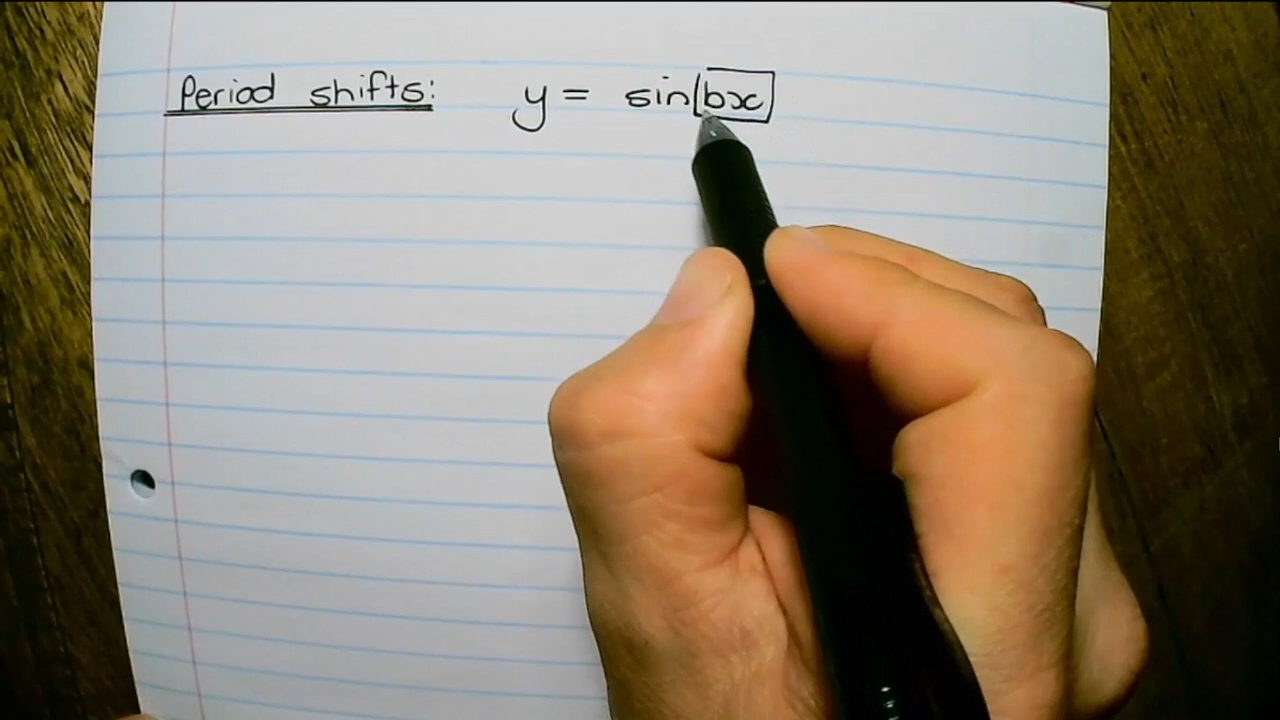 Period shifts: y = sin(bx)